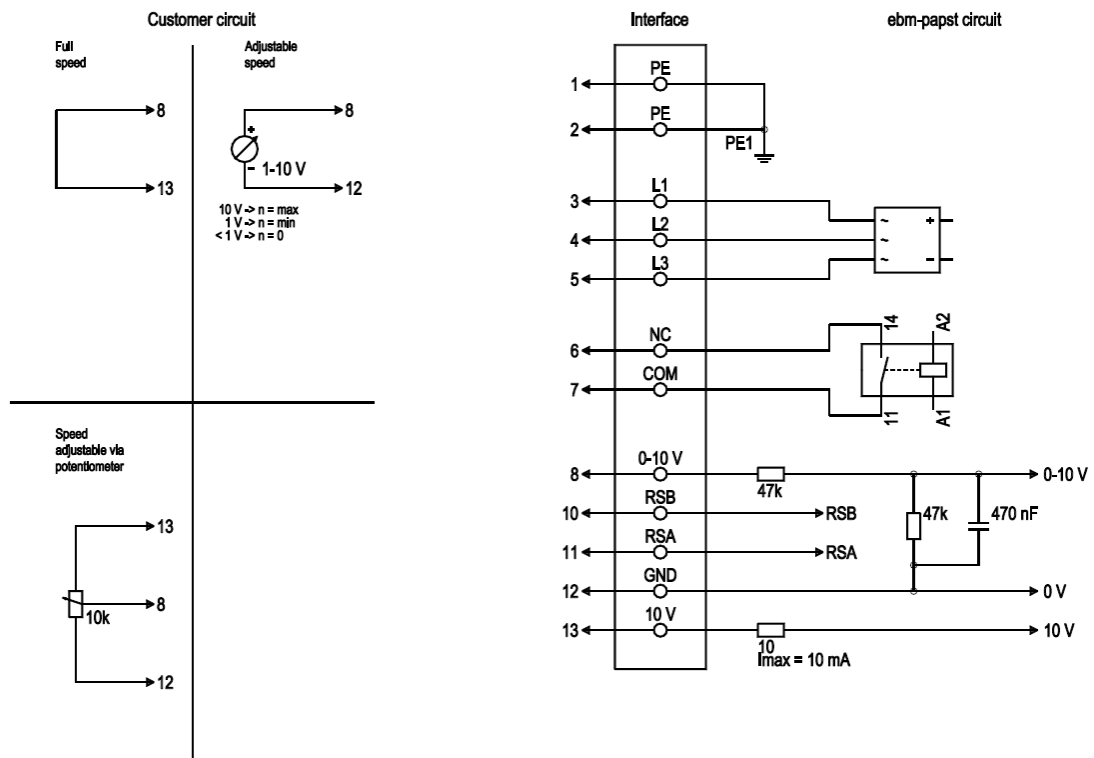 Customer circuit
Full
speed
8
13
Adjustable
speed
8
+
-
1-10 V
12
10 V -> n = max
1 V -> n = min
< 1 V -> n = 0
Speed
adjustable via
potentiometer
13
8
10k
12
Interface
ebm-papst circuit
1
PE
2
PE
PE1
3
L1
4
L2
5
L3
~
~
~
+
-
6
NC
7
COM
14
A2
11
A1
8
0-10 V
47k
0-10 V
10
RSB
RSB
47k
470 nF
11
RSA
RSA
12
GND
0 V
13
10 V
10
Imax = 10 mA
10 V